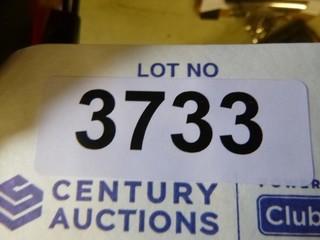 LOT NO
3733
CENTURY
AUCTIONS
Club